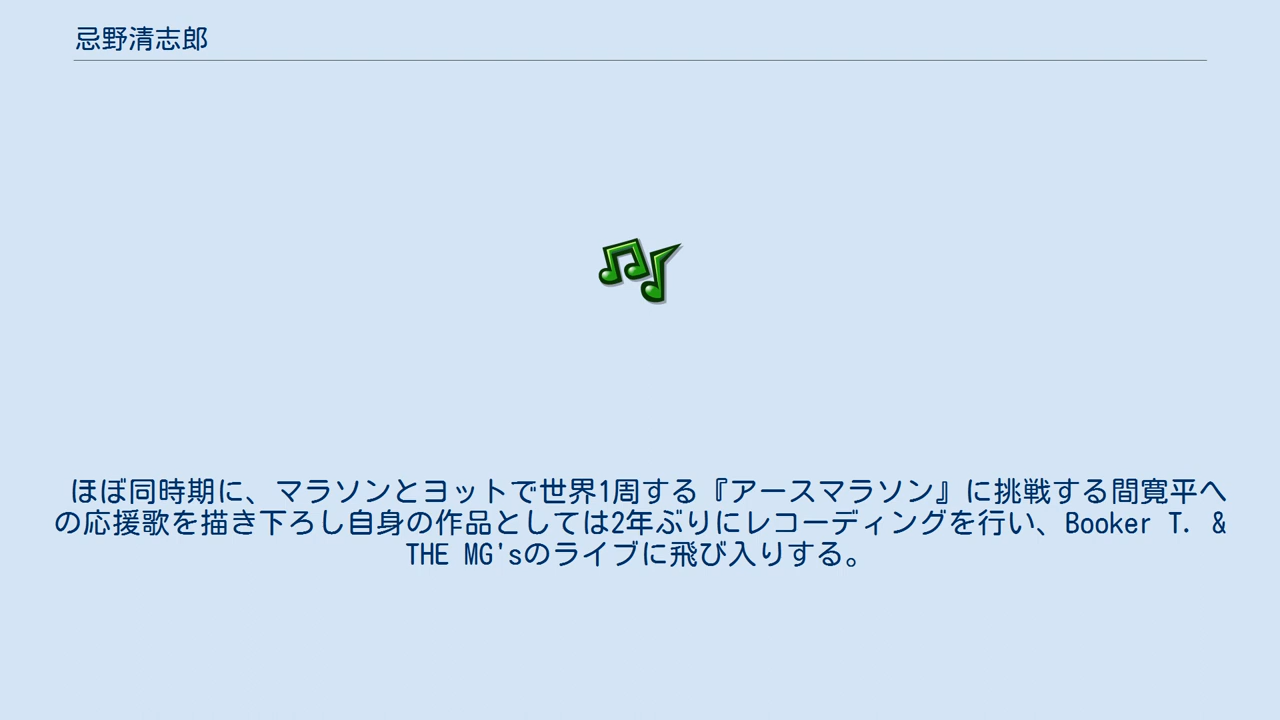 忌野清志郎
ほぼ同時期に、マラソンとヨットで世界1周する『アースマラソン』に挑戦する間寛平へ
の応援歌を描き下ろし自身の作品としては2年ぶりにレコーディングを行い、Booker T. &
THE MG'sのライブに飛び入りする。